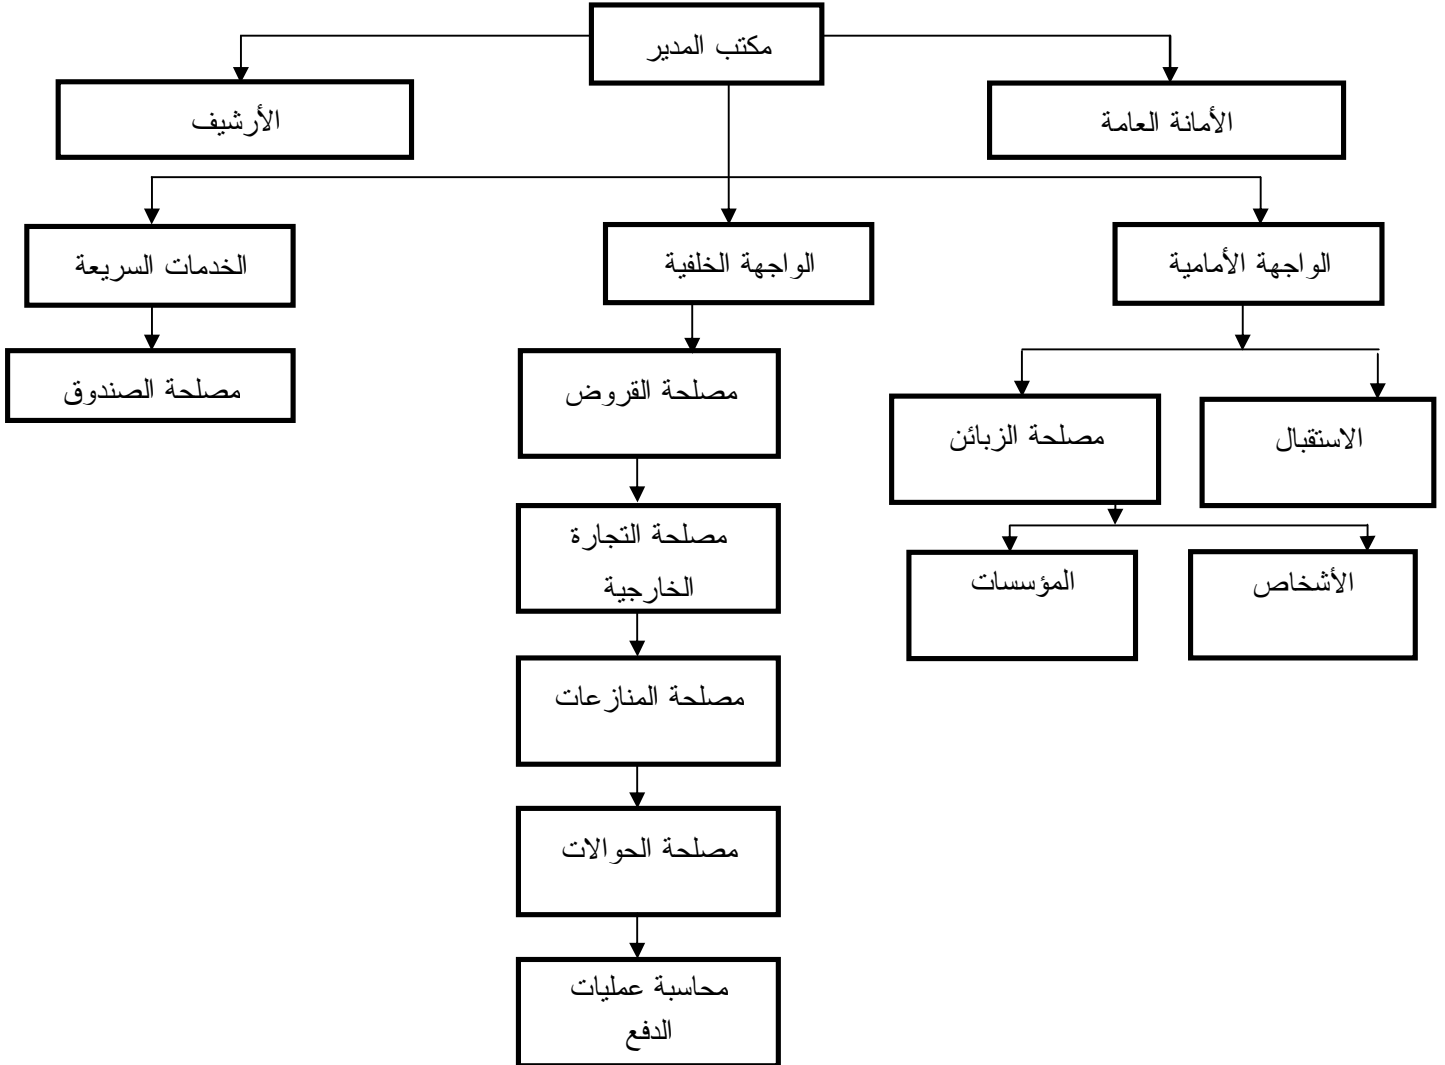 مكتب المدير
الأمانة العامة
الأرشيف
الواجهة الأمامية
الواجهة الخلفية
الخدمات السريعة
الاستقبال
مصلحة الزبائن
مصلحة القروض
مصلحة الصندوق
مصلحة التجارة
الخارجية
الأشخاص
المؤسسات
مصلحة المنازعات
مصلحة الحوالات
محاسبة عمليات
الدفع